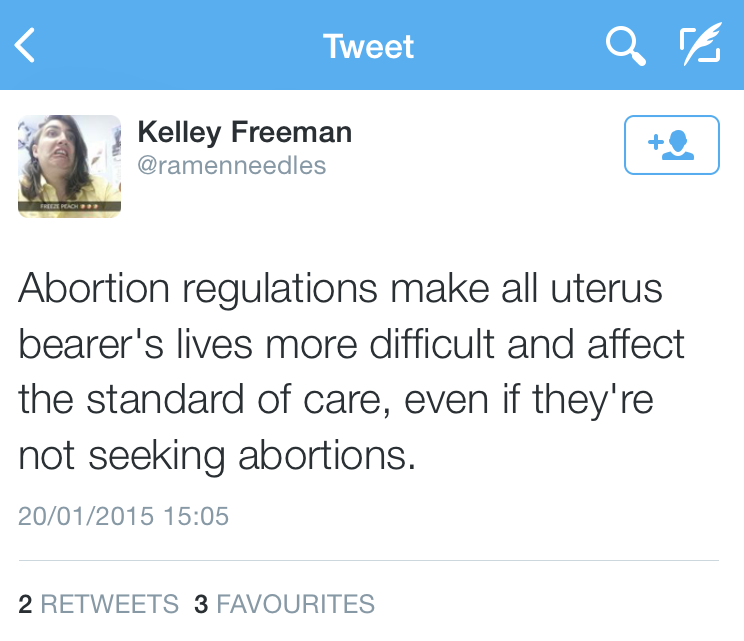 Tweet
Kelley Freeman
@ramenneedles
FREEZE PEACH
Abortion regulations make all uterus
bearer's lives more difficult and affect
the standard of care, even if they're
not seeking abortions.
20/01/2015 15:05
2 RETWEETS 3 FAVOURITES